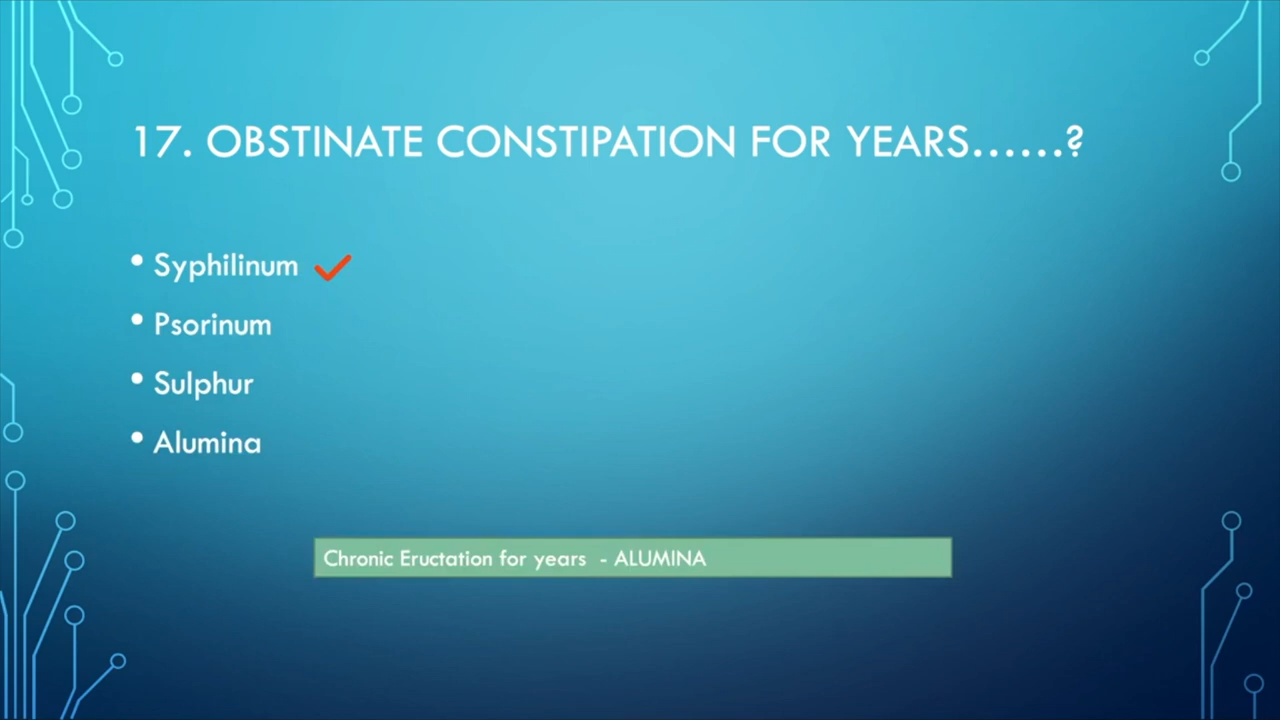 17. OBSTINATE CONSTIPATION FOR YEARS......?
• Syphilinum
• Psorinum
• Sulphur
• Alumina
Chronic Eructation for years - ALUMINA